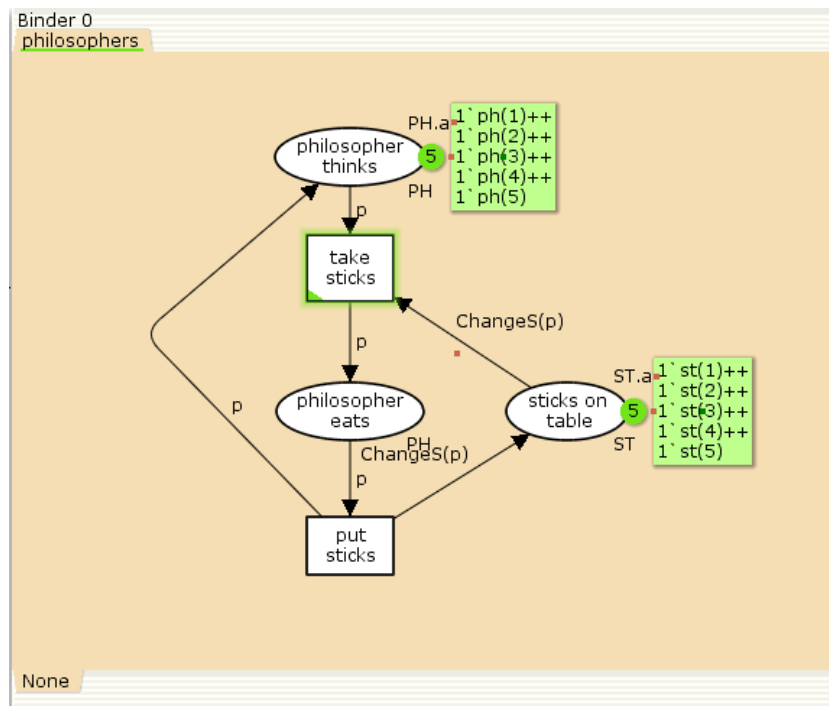 Binder 0
philosophers
philosopher
thinks
PH.a
5
PH
1`ph(1)++
1`ph(2)++
1`ph(3)++
1`ph(4)++
1`ph(5)
p
take
sticks
ChangeS(p)
p
p
philosopher
eats
PH
ChangeS(p)
p
sticks on
table
ST.a
5
ST
1`st(1)++
1`st(2)++
1`st(3)++
1`st(4)++
1`st(5)
put
sticks
None